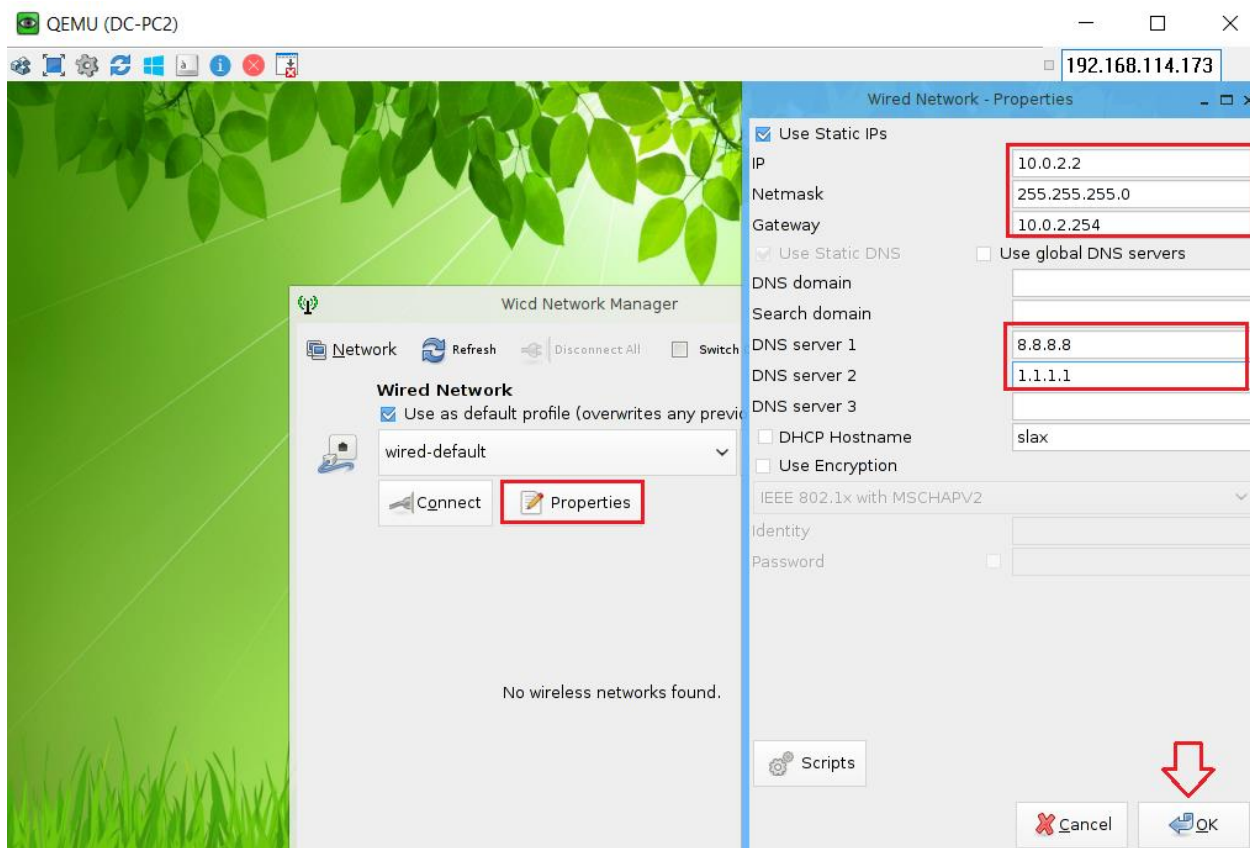 QEMU (DC-PC2)
192.168.114.173
Wicd Network Manager
Network Refresh Disconnect All Switch
Wired Network
Use as default profile (overwrites any previ
wired-default
Connect Properties
No wireless networks found.
Wired Network - Properties
Use Static IPs
IP 10.0.2.2
Netmask 255.255.255.0
Gateway 10.0.2.254
Use Static DNS Use global DNS servers
DNS domain
Search domain
DNS server 1 8.8.8.8
DNS server 2 1.1.1.1
DNS server 3
DHCP Hostname slax
Use Encryption
IEEE 802.1x with MSCHAPV2
Identity
Password
Scripts
Cancel OK